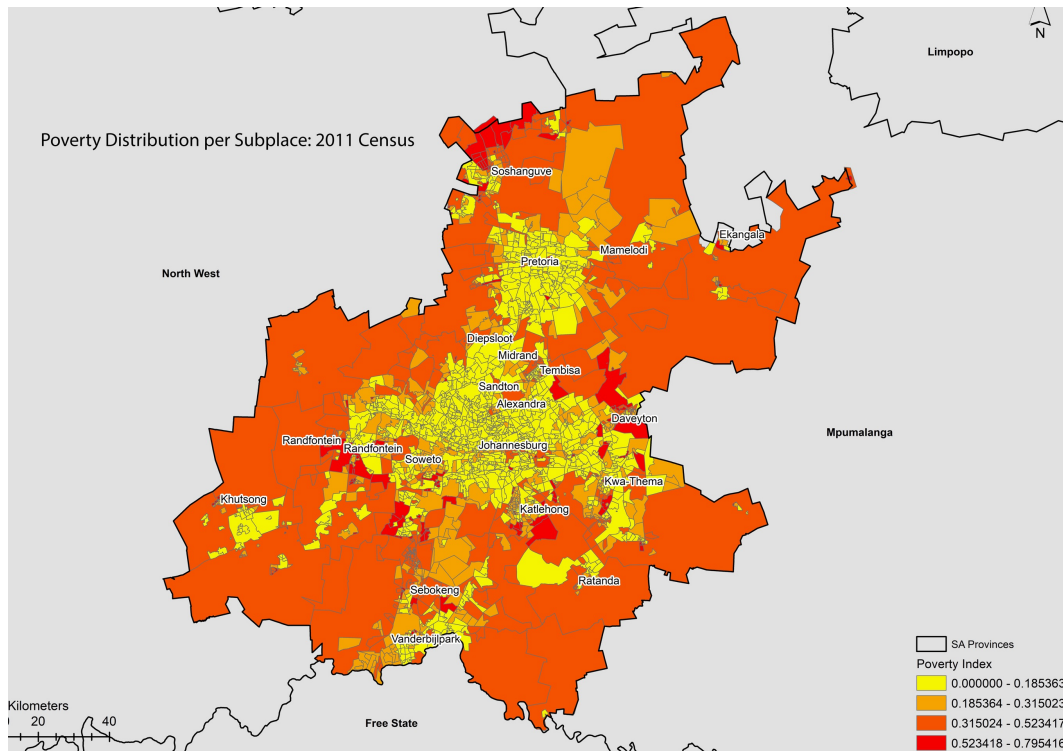 N
Limpopo
Poverty Distribution per Subplace: 2011 Census
Soshanguve
Ekangala
Mamelodi
Pretoria
North West
Diepsloot
Midrand
Tembisa
Sandton
Alexandra
Daveyton
Mpumalanga
Randfontein
Randfontein
Johannesburg
Soweto
Kwa-Thema
Khutsong
Katlehong
Ratanda
Sebokeng
Vanderbijlpark
SA Provinces
Poverty Index
0.000000 - 0.185363
0.185364 - 0.315023
0.315024 - 0.523417
0.523418 - 0.795416
Kilometers
0 20 40
Free State